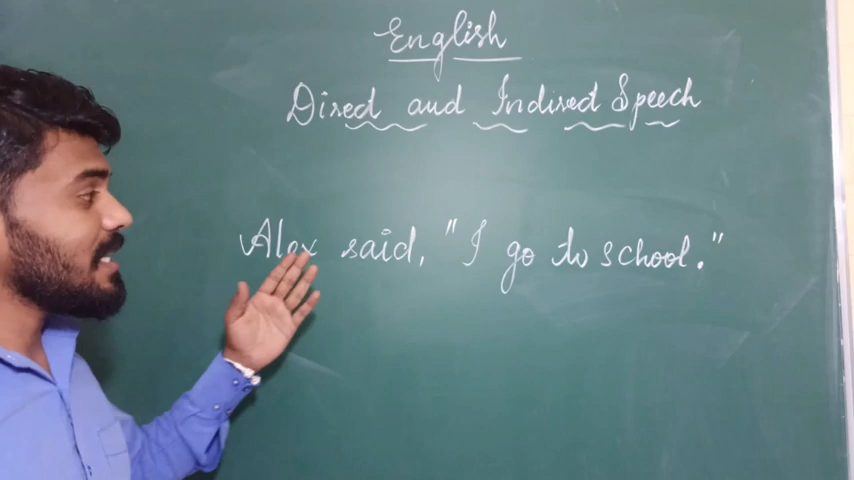 English
Direct and Indirect Speech
Alex said, "I go to school."